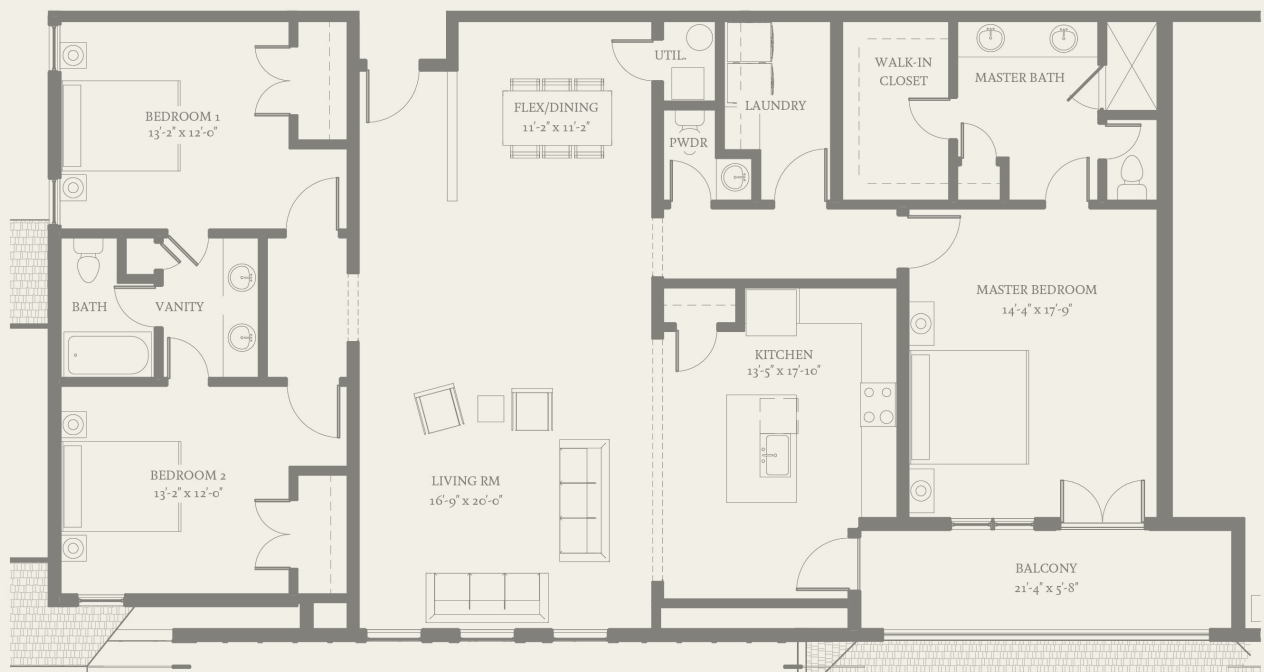 BEDROOM 1
13'-2" x 12'-0"
FLEX/DINING
11'-2" x 11'-2"
UTIL.
LAUNDRY
PWDR
WALK-IN
CLOSET
MASTER BATH
BATH
VANITY
MASTER BEDROOM
14'-4" x 17'-9"
KITCHEN
13'-5" x 17'-10"
BEDROOM 2
13'-2" x 12'-0"
LIVING RM
16'-9" x 20'-0"
BALCONY
21'-4" x 5'-8"